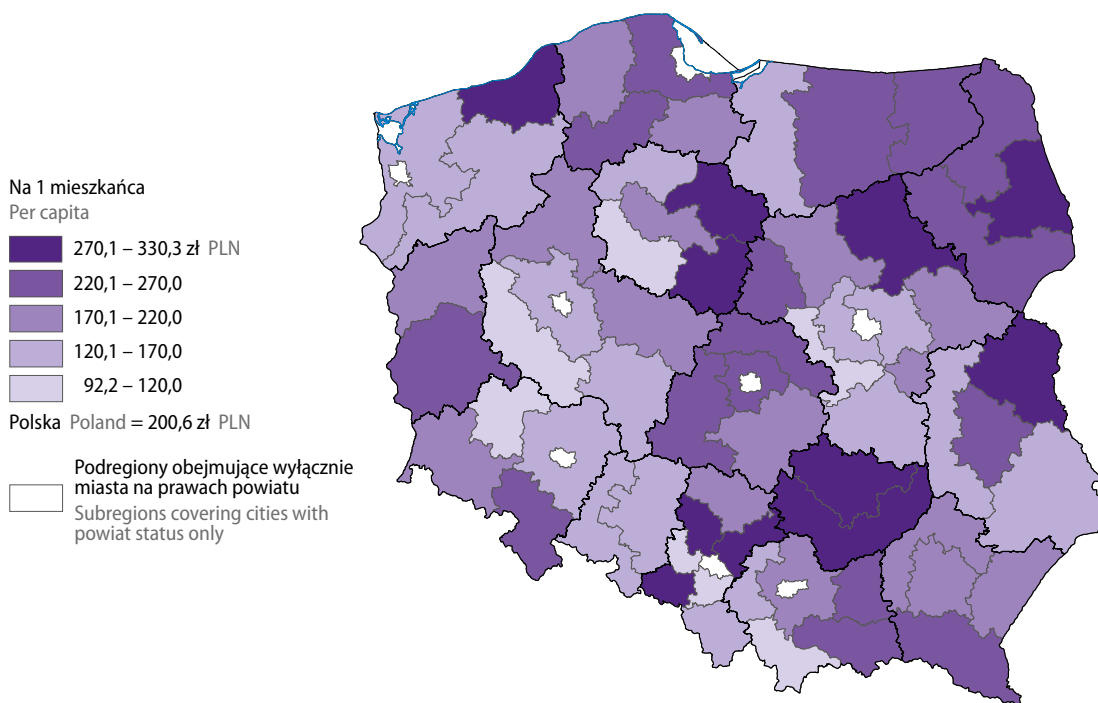 Na 1 mieszkańca
Per capita
270,1 – 330,3 zł PLN
220,1 – 270,0
170,1 – 220,0
120,1 – 170,0
92,2 – 120,0
Polska Poland = 200,6 zł PLN
Podregiony obejmujące wyłącznie
miasta na prawach powiatu
Subregions covering cities with
powiat status only